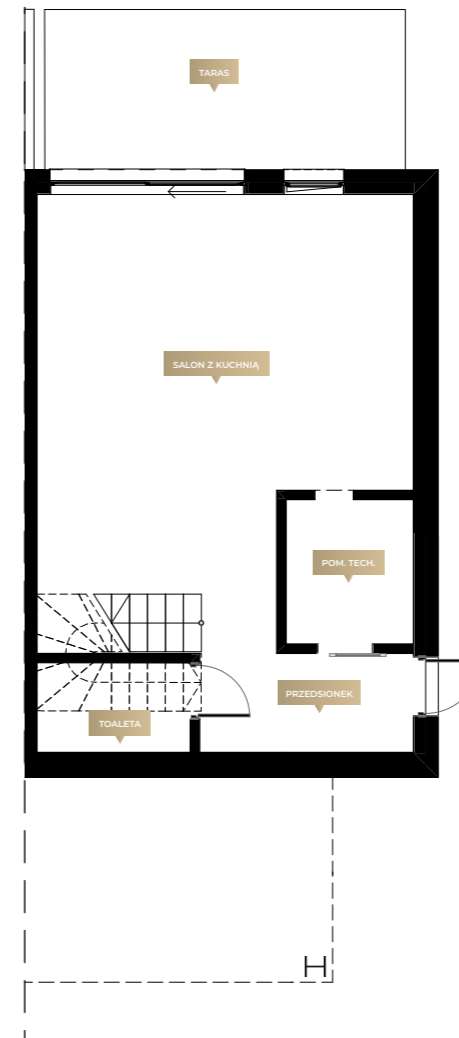 TARAS
SALON Z KUCHNIĄ
POM. TECH.
PRZEDSIONEK
TOALETA